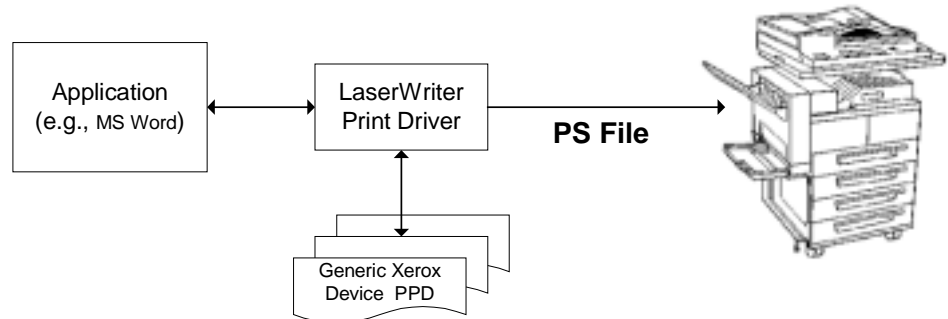 Application
(e.g., MS Word)
LaserWriter
Print Driver
PS File
Generic Xerox
Device PPD